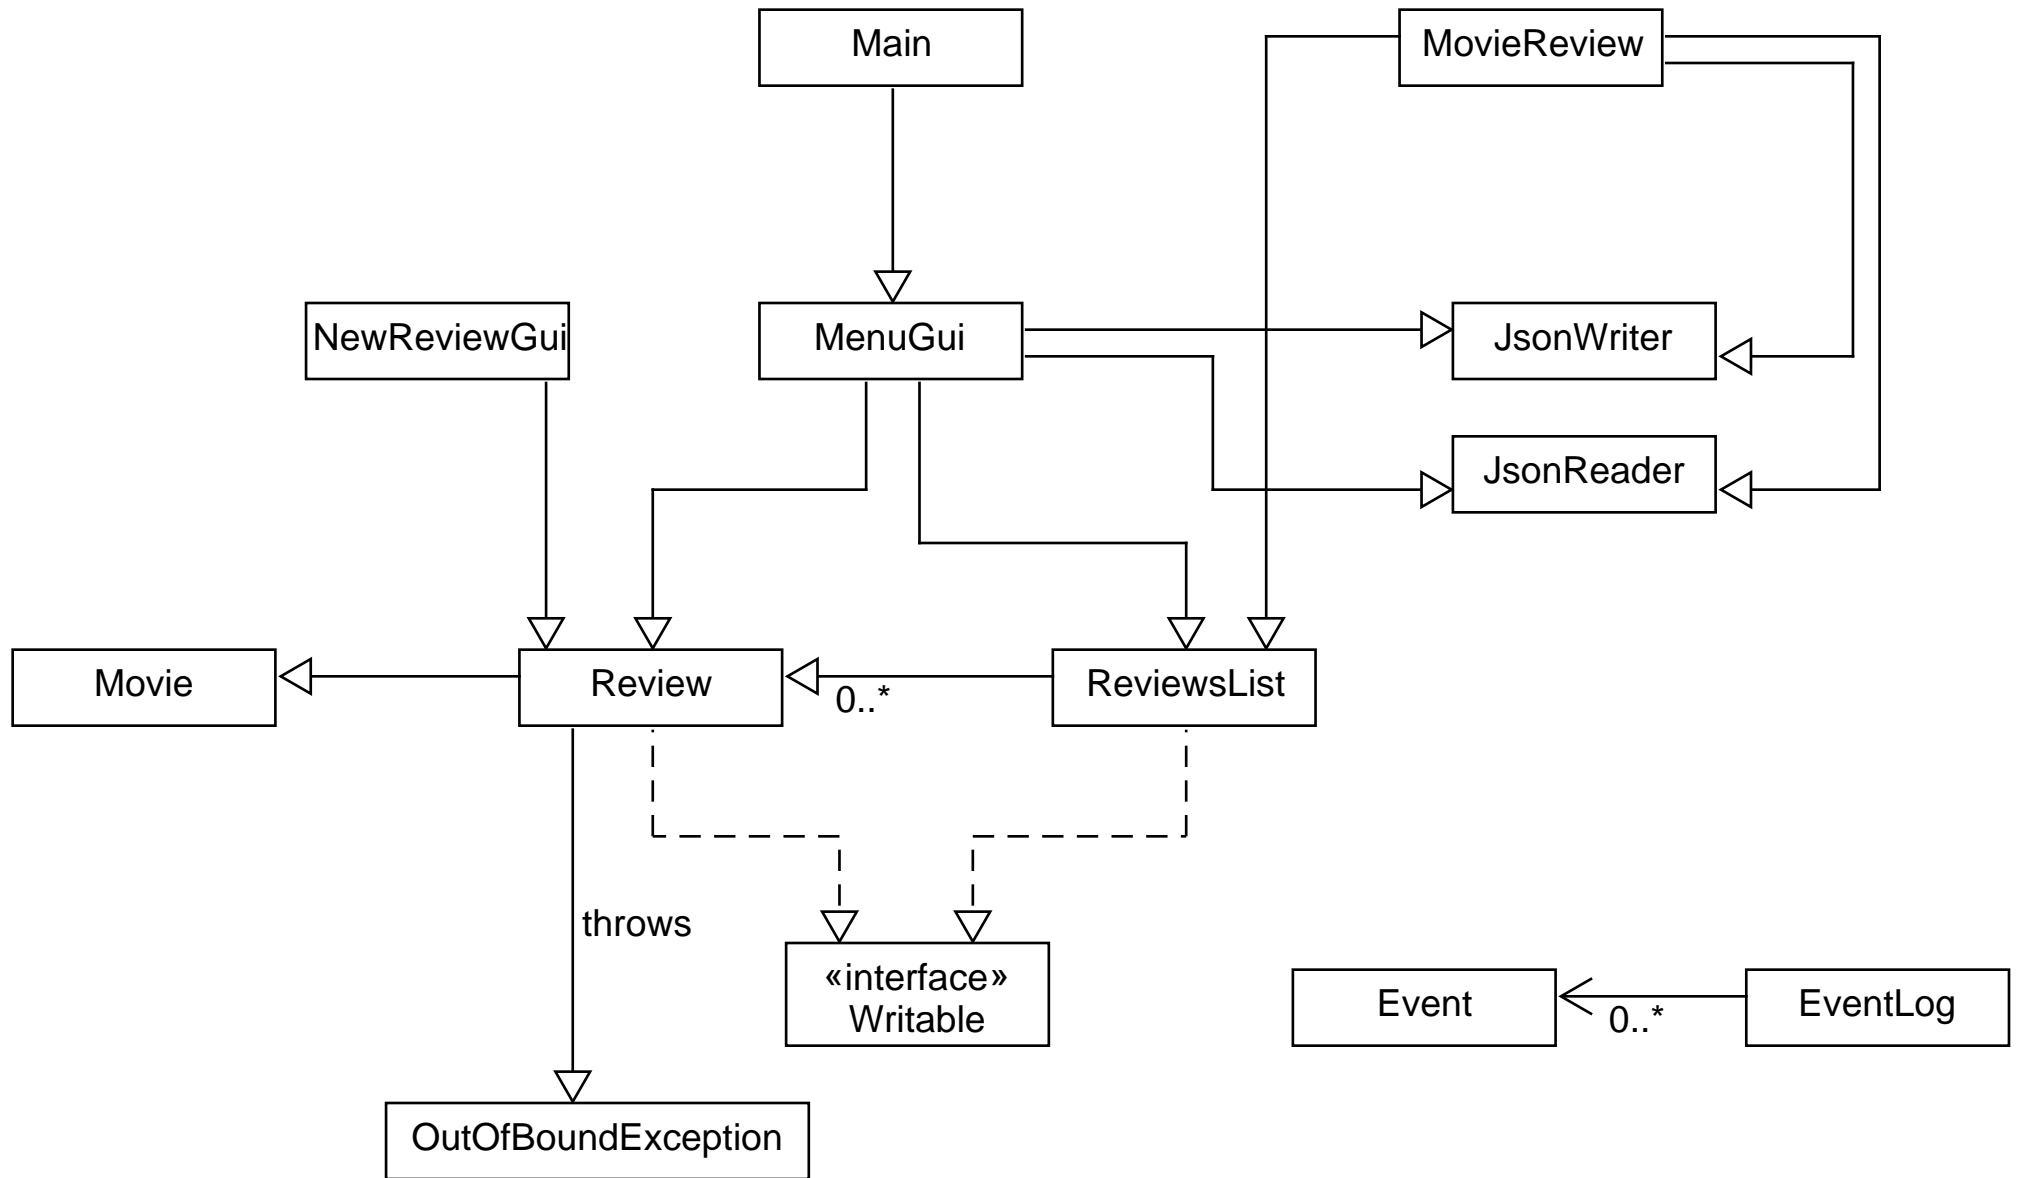 Main
MovieReview
NewReviewGui
MenuGui
JsonWriter
JsonReader
Movie
Review
0..*
ReviewsList
throws
«interface»
Writable
Event
0..*
EventLog
OutOfBoundException